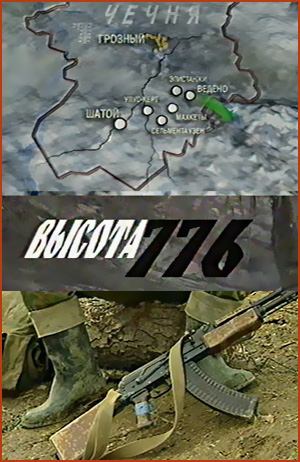 ЧЕЧНЯ
ГРОЗНЫЙ
ЭЛИСТАНЖИ
ВЕДЕНО
УЛУС-КЕРТ
ШАТОЙ
МАХКЕТЫ
СЕЛЬМЕНТАУЗЕН
ВЫСОТА 776